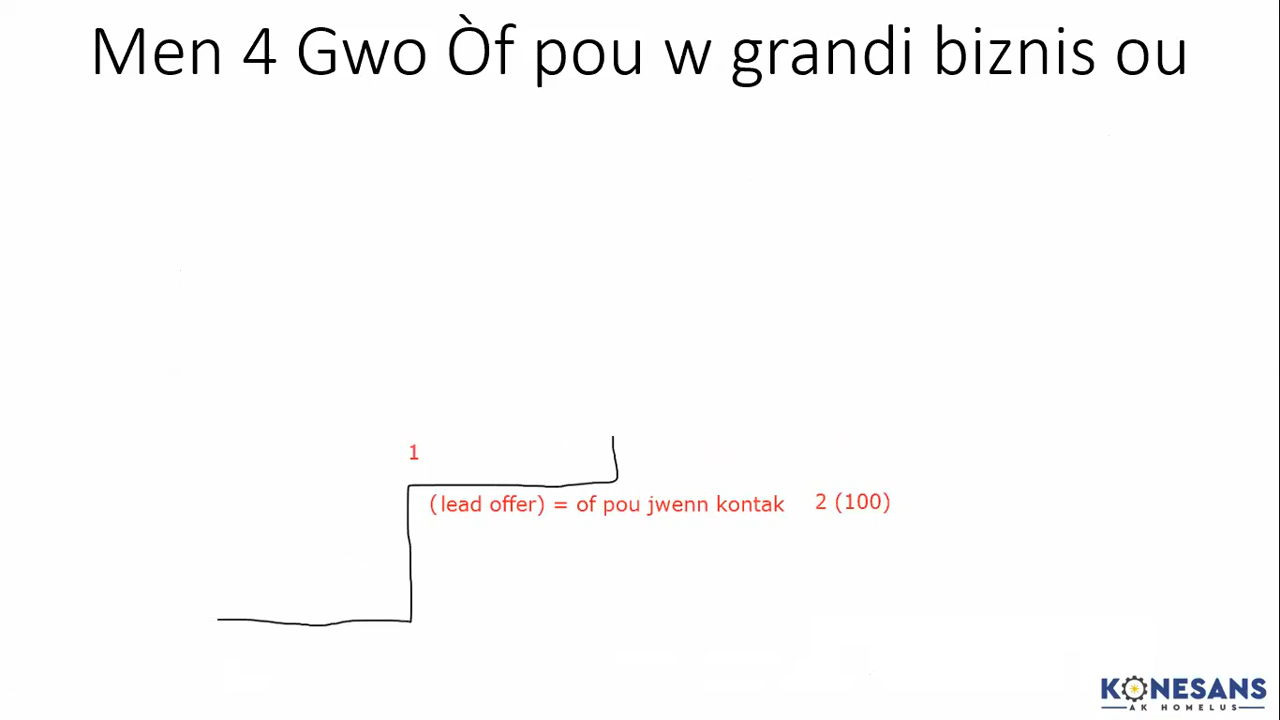 Men 4 Gwo Òf pou w grandi biznis ou
1
(lead offer) = of pou jwenn kontak 2 (100)
KONESANS
AK HOMELUS